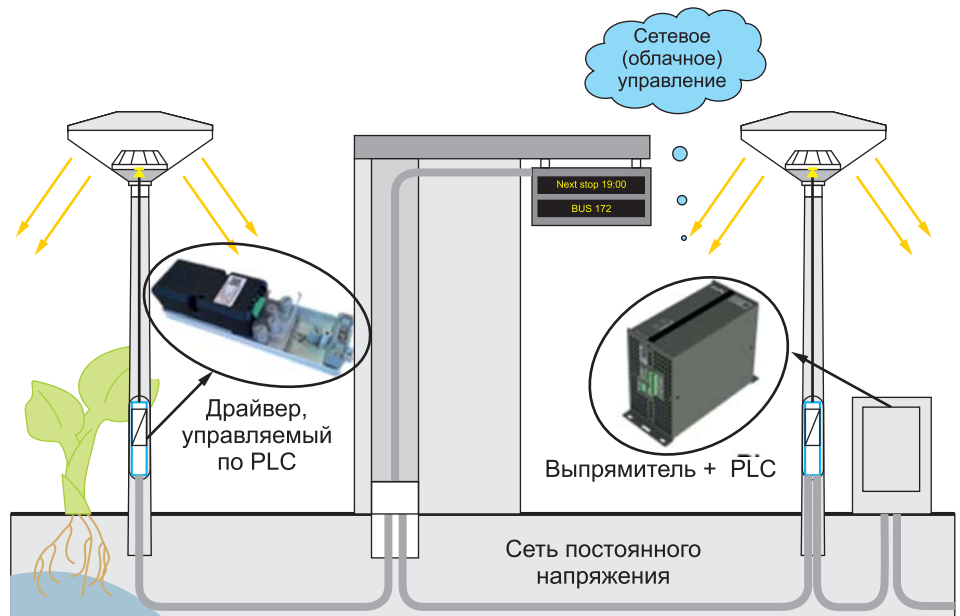 Сетевое
(облачное)
управление
Next stop 19:00
BUS 172
Драйвер,
управляемый
по PLC
Выпрямитель + PLC
Сеть постоянного
напряжения